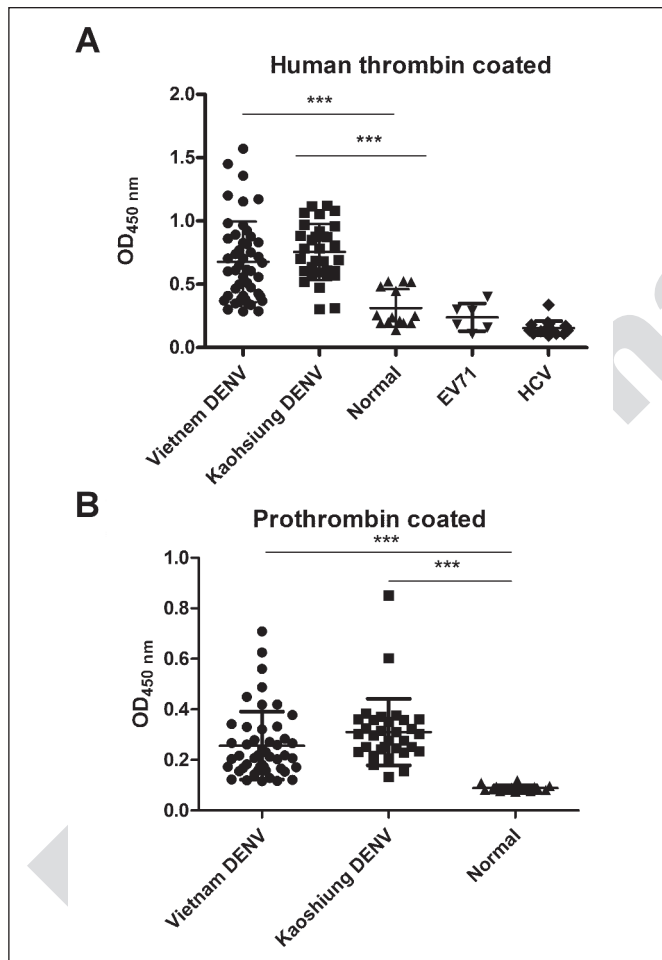 A
Human thrombin coated
2.0
***
***
1.5
1.0
0.5
0.0
OD450 nm
Vietnem DENV
Kaohsiung DENV
Normal
EV71
HCV
B
Prothrombin coated
***
1.0
***
0.8
0.6
0.4
0.2
0.0
OD450 nm
Vietnam DENV
Kaoshiung DENV
Normal